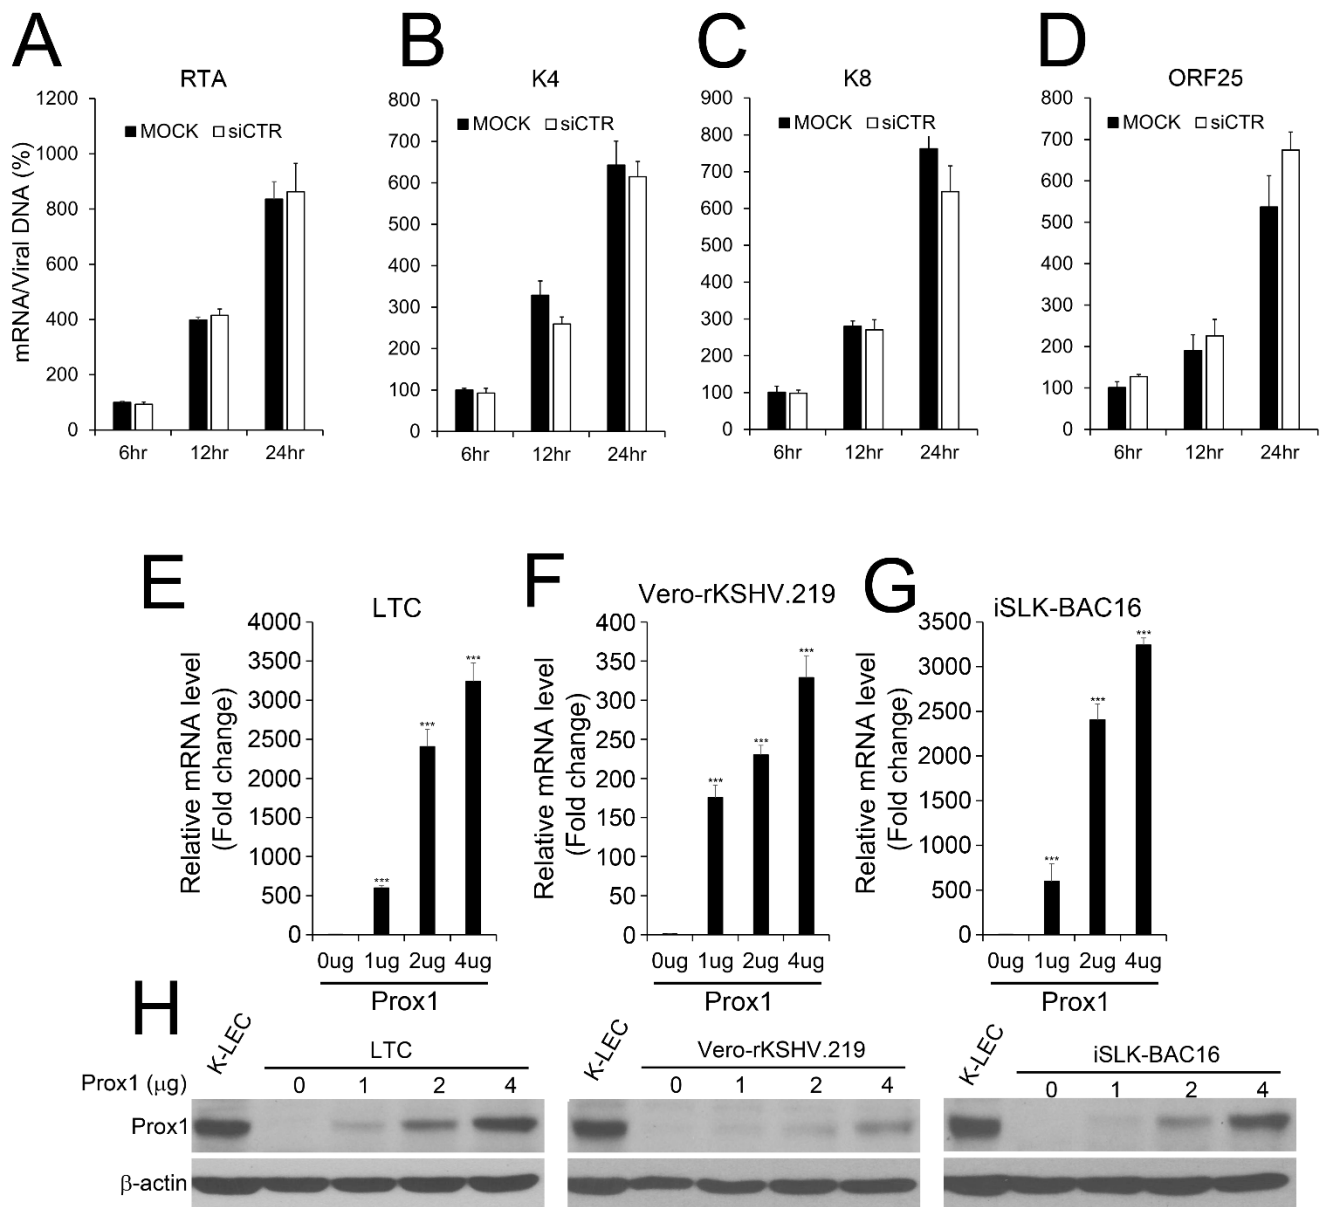 A
B
C
D
RTA
K4
K8
ORF25
mRNA/Viral DNA (%)
1200
1000
800
600
400
200
0
MOCK siCTR
6hr 12hr 24hr
800
700
600
500
400
300
200
100
0
MOCK siCTR
6hr 12hr 24hr
900
800
700
600
500
400
300
200
100
0
MOCK siCTR
6hr 12hr 24hr
800
700
600
500
400
300
200
100
0
MOCK siCTR
6hr 12hr 24hr
E
LTC
Relative mRNA level
(Fold change)
4000
3500
3000
2500
2000
1500
1000
500
0
***
***
***
0ug 1ug 2ug 4ug
Prox1
F
Vero-rKSHV.219
Relative mRNA level
(Fold change)
400
350
300
250
200
150
100
50
0
***
***
***
0ug 1ug 2ug 4ug
Prox1
G
iSLK-BAC16
Relative mRNA level
(Fold change)
3500
3000
2500
2000
1500
1000
500
0
***
***
***
0ug 1ug 2ug 4ug
Prox1
H
K-LEC
LTC
K-LEC
Vero-rKSHV.219
K-LEC
iSLK-BAC16
Prox1 (μg) 0 1 2 4 0 1 2 4 0 1 2 4
Prox1
β-actin